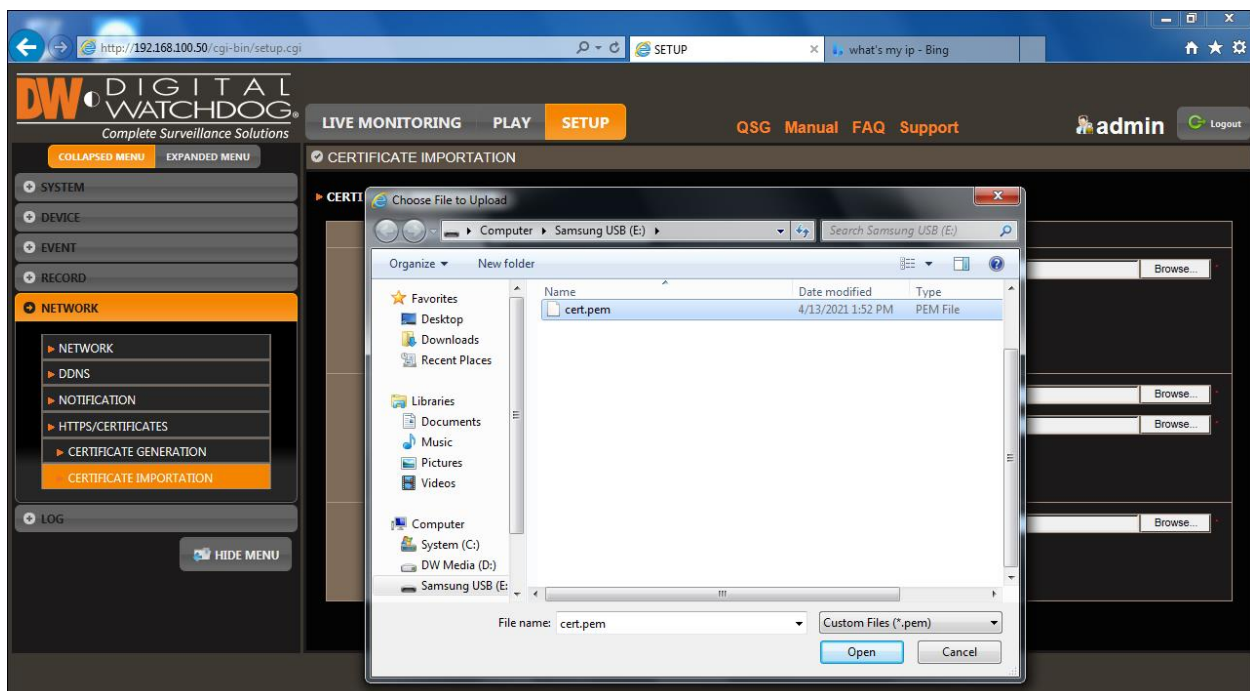 http://192.168.100.50/cgi-bin/setup.cgi
SETUP
what's my ip - Bing
DW DIGITAL WATCHDOG®
Complete Surveillance Solutions
LIVE MONITORING PLAY SETUP
QSG Manual FAQ Support
admin
Logout
COLLAPSED MENU EXPANDED MENU
CERTIFICATE IMPORTATION
SYSTEM
DEVICE
EVENT
RECORD
NETWORK
NETWORK
DDNS
NOTIFICATION
HTTPS/CERTIFICATES
CERTIFICATE GENERATION
CERTIFICATE IMPORTATION
LOG
HIDE MENU
CERTI
Choose File to Upload
Computer Samsung USB (E:)
Search Samsung USB (E:)
Organize New folder
Favorites
Desktop
Downloads
Recent Places
Libraries
Documents
Music
Pictures
Videos
Computer
System (C:)
DW Media (D:)
Samsung USB (E:
Name Date modified Type
cert.pem 4/13/2021 1:52 PM PEM File
File name: cert.pem
Custom Files (*.pem)
Open Cancel
Browse...
Browse...
Browse...
Browse...